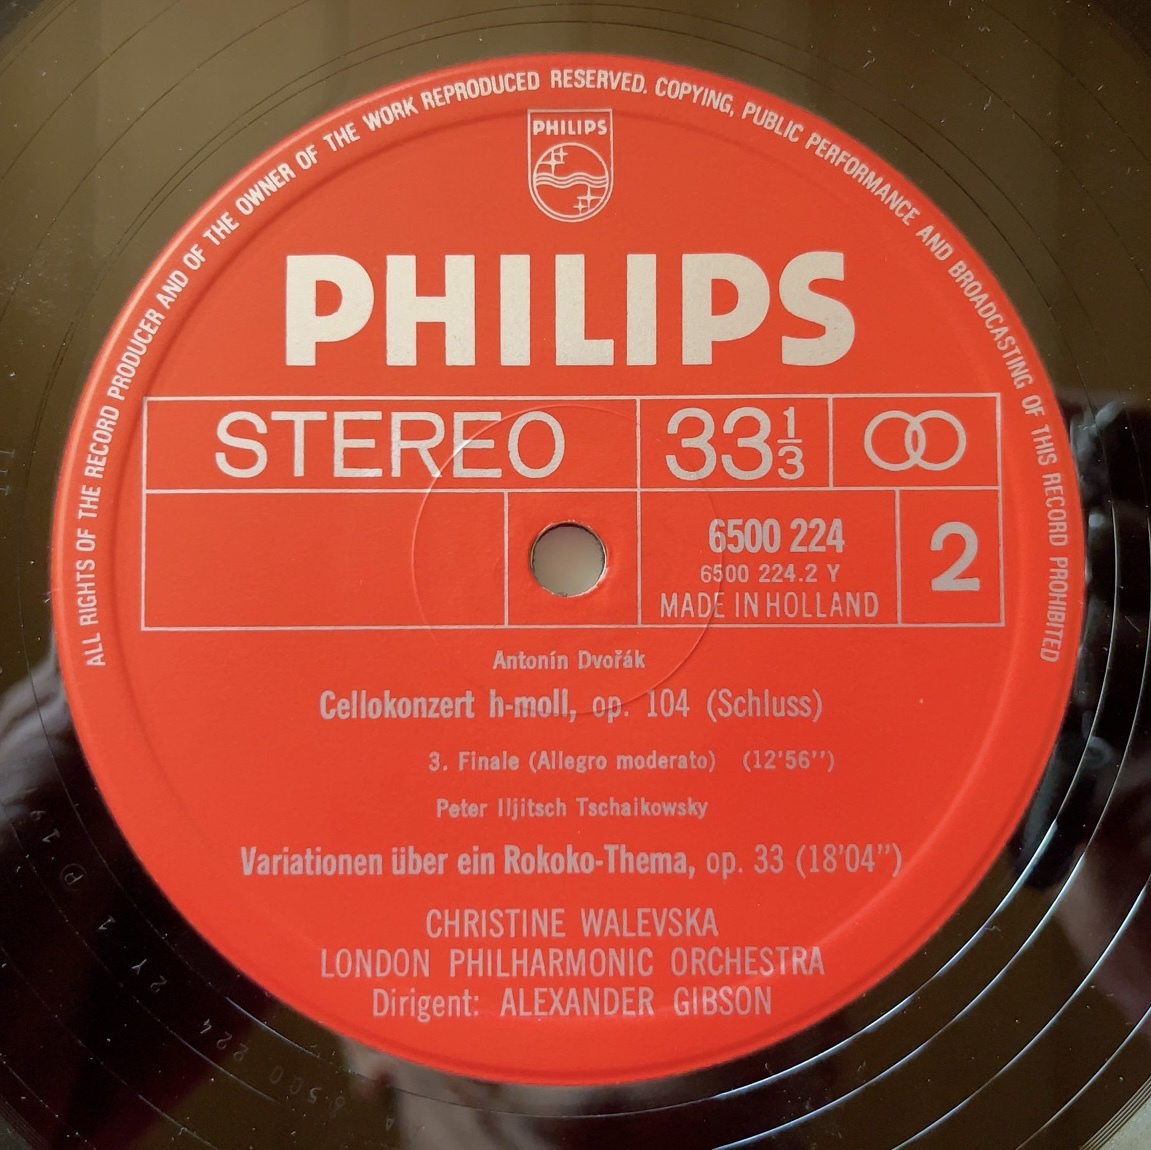 ALL RIGHTS OF THE RECORD PRODUCER AND OF THE OWNER OF THE WORK REPRODUCED RESERVED. COPYING, PUBLIC PERFORMANCE AND BROADCASTING OF THIS RECORD PROHIBITED
PHILIPS
PHILIPS
STEREO 33 1/3
6500 224
6500 224.2 Y
MADE IN HOLLAND
2
Antonín Dvořák
Cellokonzert h-moll, op. 104 (Schluss)
3. Finale (Allegro moderato) (12'56'')
Peter Iljitsch Tschaikowsky
Variationen über ein Rokoko-Thema, op. 33 (18'04'')
CHRISTINE WALEVSKA
LONDON PHILHARMONIC ORCHESTRA
Dirigent: ALEXANDER GIBSON